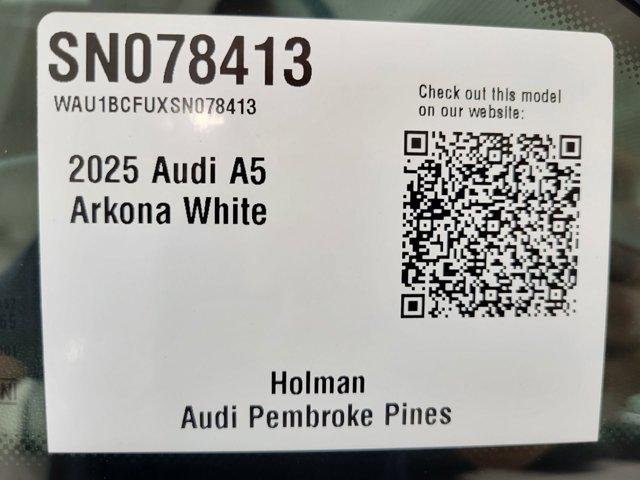 SN078413
WAU1BCFUXSN078413
Check out this model
on our website:
2025 Audi A5
Arkona White
Holman
Audi Pembroke Pines